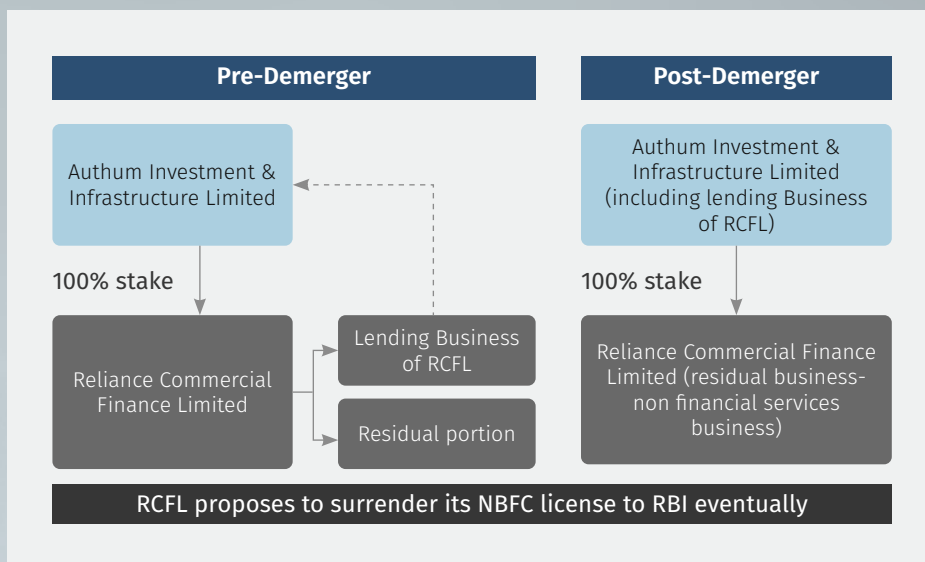 Pre-Demerger
Authum Investment &
Infrastructure Limited
100% stake
Reliance Commercial
Finance Limited
Lending Business
of RCFL
Residual portion
Post-Demerger
Authum Investment &
Infrastructure Limited
(including lending Business
of RCFL)
100% stake
Reliance Commercial Finance
Limited (residual business-
non financial services
business)
RCFL proposes to surrender its NBFC license to RBI eventually